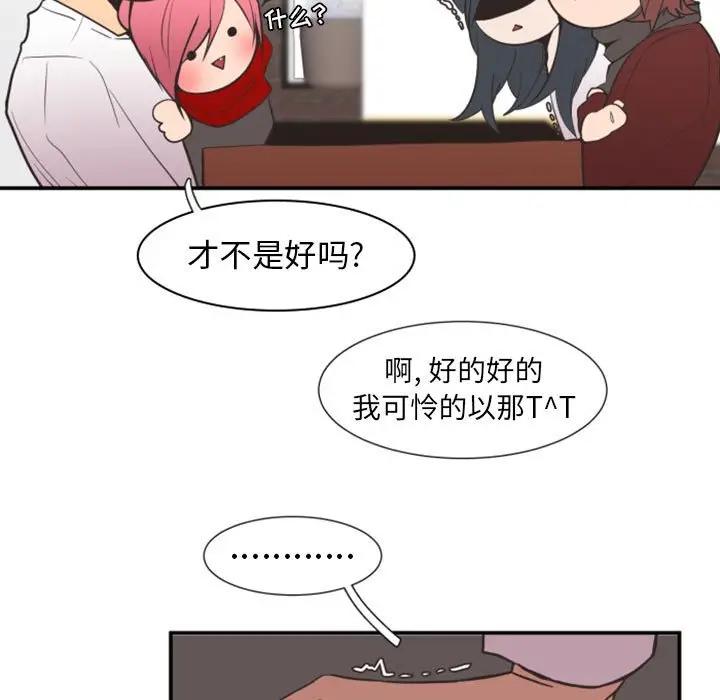 什么?
才不是好吗?
啊, 好的好的
我可怜的以那T^T
............